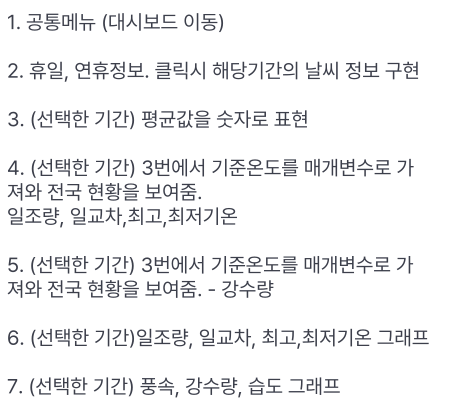 1. 공통메뉴 (대시보드 이동)
2. 휴일, 연휴정보. 클릭시 해당기간의 날씨 정보 구현
3. (선택한 기간) 평균값을 숫자로 표현
4. (선택한 기간) 3번에서 기준온도를 매개변수로 가
져와 전국 현황을 보여줌.
일조량, 일교차,최고,최저기온
5. (선택한 기간) 3번에서 기준온도를 매개변수로 가
져와 전국 현황을 보여줌. - 강수량
6. (선택한 기간)일조량, 일교차, 최고,최저기온 그래프
7. (선택한 기간) 풍속, 강수량, 습도 그래프